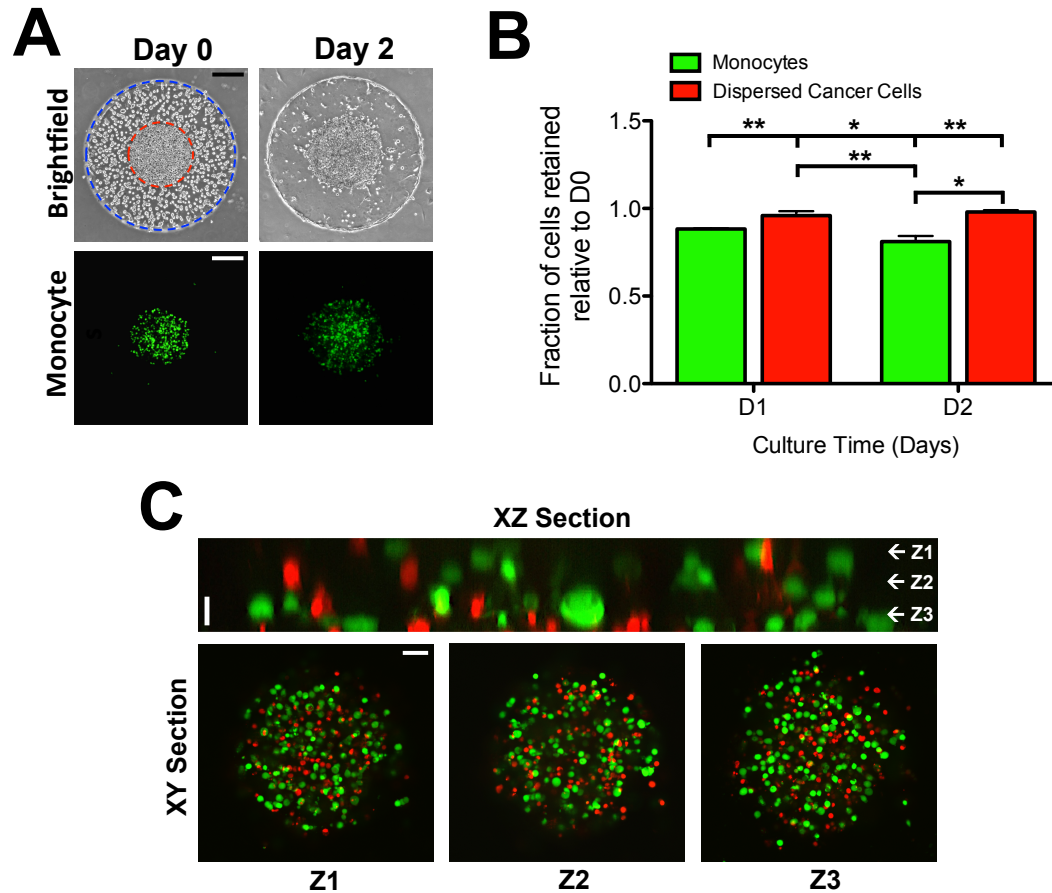 A
Day 0
Day 2
Brightfield
Monocyte
s
B
Monocytes
Dispersed Cancer Cells
** * **
**
*
Fraction of cells retained
relative to D0
1.5
1.0
0.5
0.0
D1
D2
Culture Time (Days)
C
XZ Section
← Z1
← Z2
← Z3
XY Section
Z1
Z2
Z3